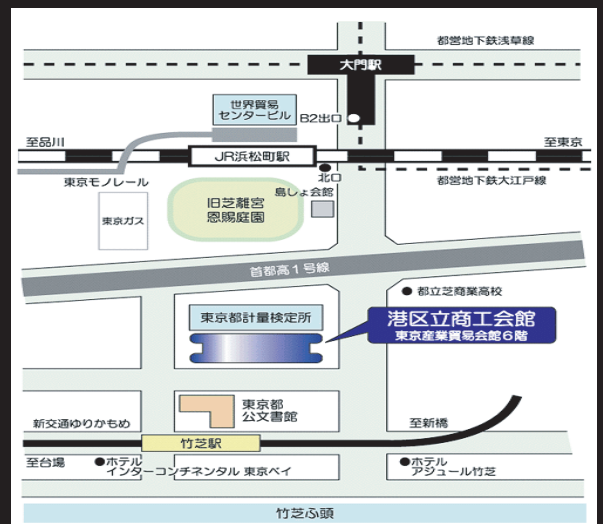 都営地下鉄浅草線
大門駅
世界貿易
センタービル
B2出口
至品川
至東京
JR浜松町駅
北口
東京モノレール
都営地下鉄大江戸線
島しょ会館
旧芝離宮
恩賜庭園
東京ガス
首都高1号線
都立芝商業高校
東京都計量検定所
港区立商工会館
東京産業貿易会館6階
東京都
公文書館
新交通ゆりかもめ
至新橋
竹芝駅
至台場
ホテル
インターコンチネンタル 東京ベイ
ホテル
アジュール竹芝
竹芝ふ頭